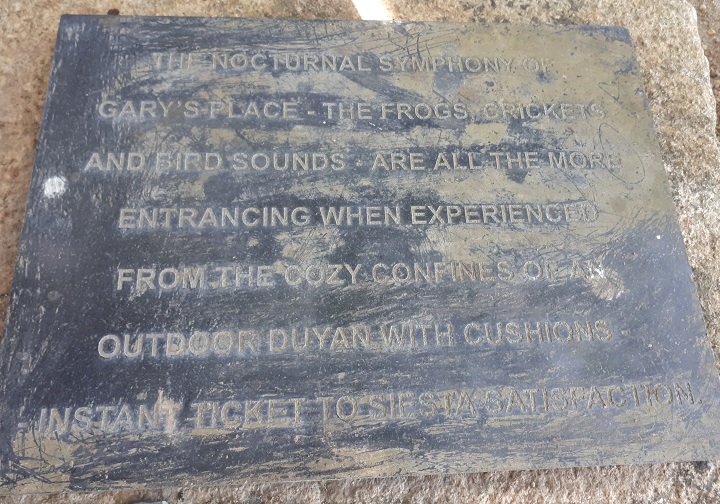 THE NOCTURNAL SYMPHONY OF
GARY'S PLACE - THE FROGS, CRICKETS
AND BIRD SOUNDS - ARE ALL THE MORE
ENTRANCING WHEN EXPERIENCED
FROM THE COZY CONFINES OF AN
OUTDOOR DUYAN WITH CUSHIONS -
INSTANT TICKET TO SIESTA SATISFACTION.